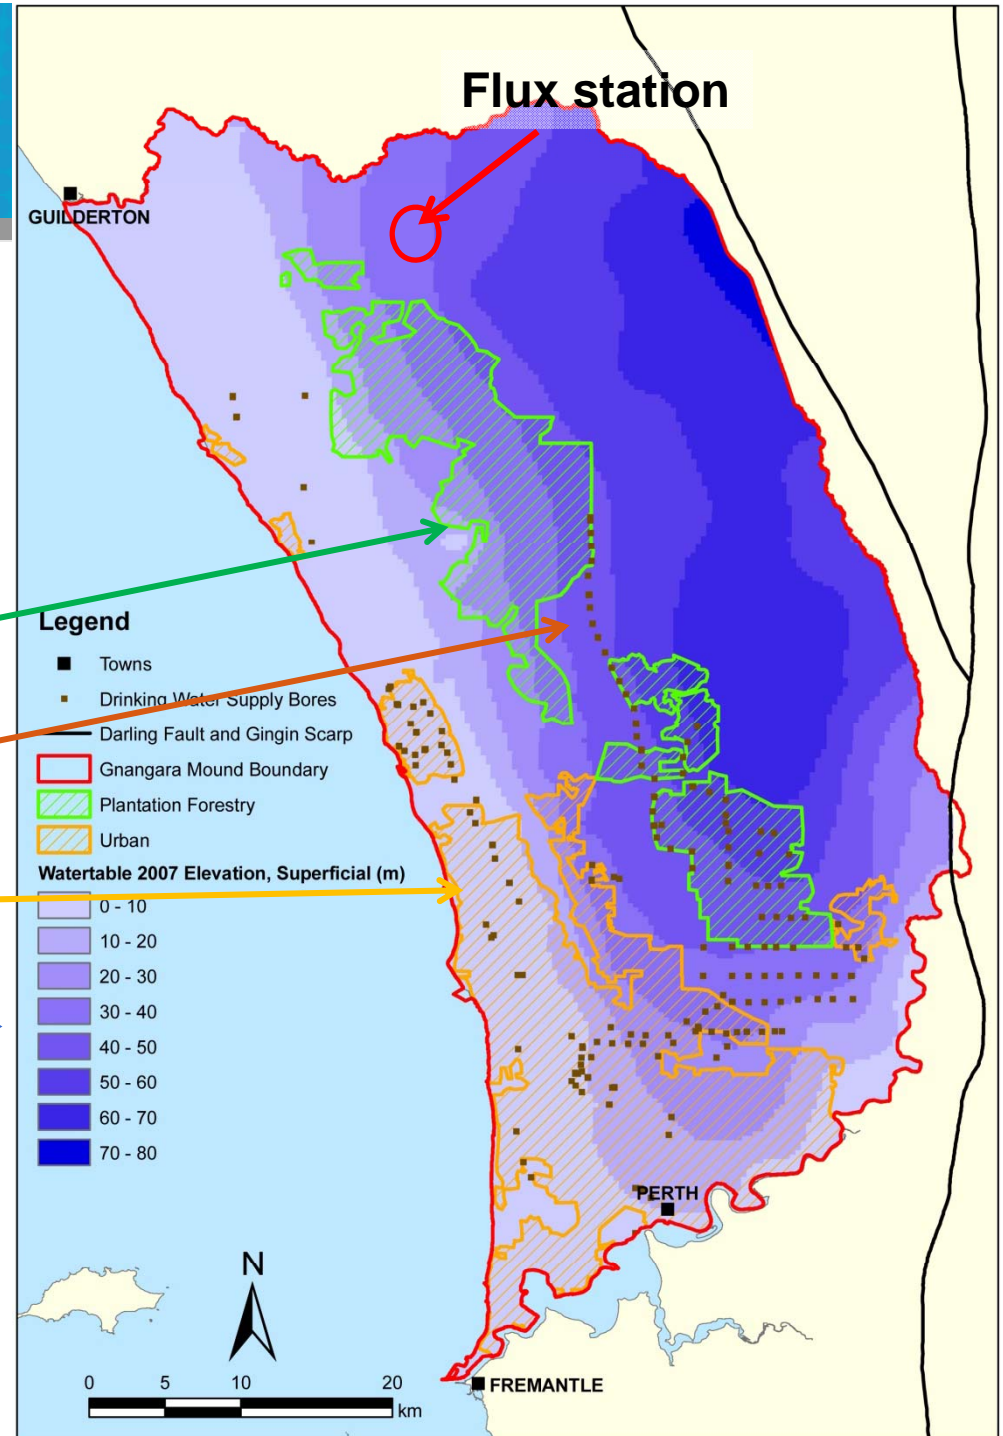 Flux station
GUILDERTON
Legend
Towns
Drinking Water Supply Bores
Darling Fault and Gingin Scarp
Gnangara Mound Boundary
Plantation Forestry
Urban
Watertable 2007 Elevation, Superficial (m)
0 - 10
10 - 20
20 - 30
30 - 40
40 - 50
50 - 60
60 - 70
70 - 80
PERTH
N
FREMANTLE
0 5 10 20
km